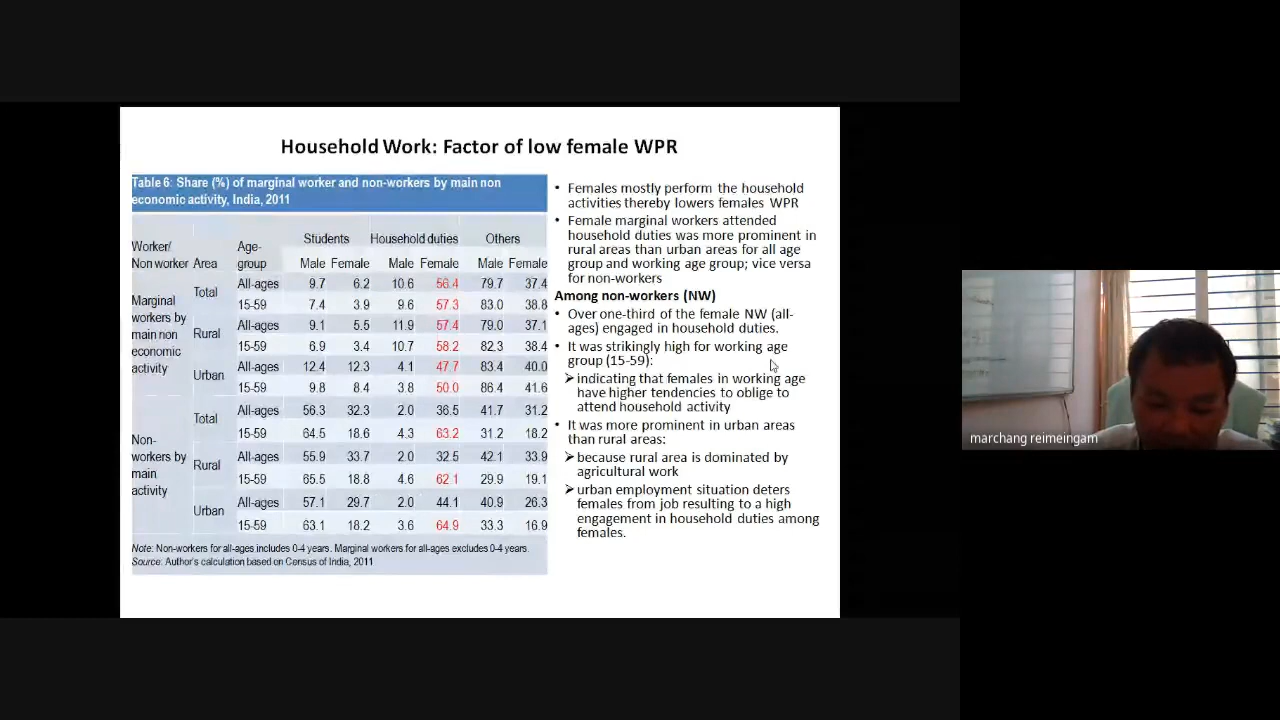 Household Work: Factor of low female WPR
Table 6: Share (%) of marginal worker and non-workers by main non
economic activity, India, 2011
Worker/ Non worker Area Age-group Students Household duties Others
Male Female Male Female Male Female
Marginal workers by main non economic activity
Total All-ages 9.7 6.2 10.6 56.4 79.7 37.4
15-59 7.4 3.9 9.6 57.3 83.0 38.8
Rural All-ages 9.1 5.5 11.9 57.4 79.0 37.1
15-59 6.9 3.4 10.7 58.2 82.3 38.4
Urban All-ages 12.4 12.3 4.1 47.7 83.4 40.0
15-59 9.8 8.4 3.8 50.0 86.4 41.6
Non-workers by main activity
Total All-ages 56.3 32.3 2.0 36.5 41.7 31.2
15-59 64.5 18.6 4.3 63.2 31.2 18.2
Rural All-ages 55.9 33.7 2.0 32.5 42.1 33.9
15-59 65.5 18.8 4.6 62.1 29.9 19.1
Urban All-ages 57.1 29.7 2.0 44.1 40.9 26.3
15-59 63.1 18.2 3.6 64.9 33.3 16.9
Note: Non-workers for all-ages includes 0-4 years. Marginal workers for all-ages excludes 0-4 years.
Source: Author's calculation based on Census of India, 2011
• Females mostly perform the household
activities thereby lowers females WPR
• Female marginal workers attended
household duties was more prominent in
rural areas than urban areas for all age
group and working age group; vice versa
for non-workers
Among non-workers (NW)
• Over one-third of the female NW (all-
ages) engaged in household duties.
• It was strikingly high for working age
group (15-59):
➢ indicating that females in working age
have higher tendencies to oblige to
attend household activity
• It was more prominent in urban areas
than rural areas:
➢ because rural area is dominated by
agricultural work
➢ urban employment situation deters
females from job resulting to a high
engagement in household duties among
females.
marchang reimeingam